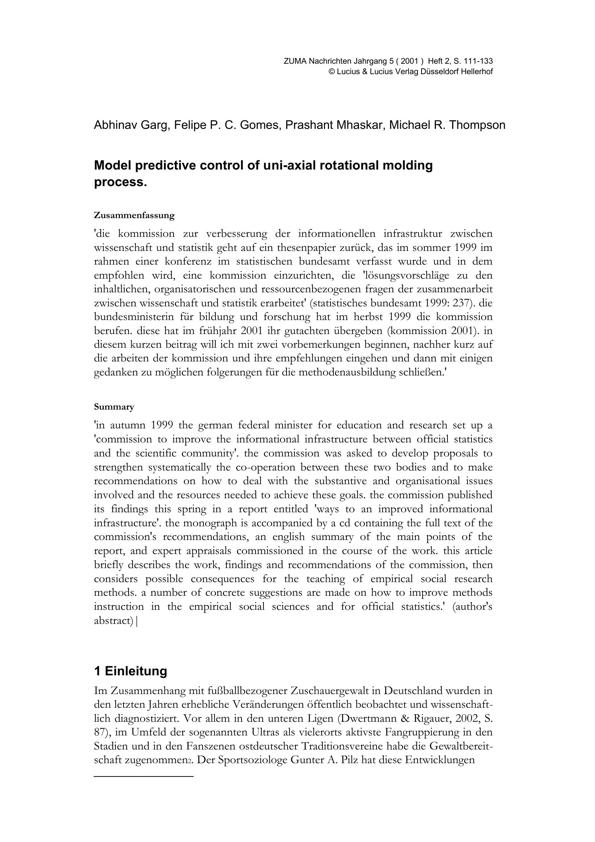 ZUMA Nachrichten Jahrgang 5 ( 2001 ) Heft 2, S. 111-133
© Lucius & Lucius Verlag Düsseldorf Hellerhof
Abhinav Garg, Felipe P. C. Gomes, Prashant Mhaskar, Michael R. Thompson
Model predictive control of uni-axial rotational molding
process.
Zusammenfassung
'die kommission zur verbesserung der informationellen infrastruktur zwischen
wissenschaft und statistik geht auf ein thesenpapier zurück, das im sommer 1999 im
rahmen einer konferenz im statistischen bundesamt verfasst wurde und in dem
empfohlen wird, eine kommission einzurichten, die 'lösungsvorschläge zu den
inhaltlichen, organisatorischen und ressourcenbezogenen fragen der zusammenarbeit
zwischen wissenschaft und statistik erarbeitet' (statistisches bundesamt 1999: 237). die
bundesministerin für bildung und forschung hat im herbst 1999 die kommission
berufen. diese hat im frühjahr 2001 ihr gutachten übergeben (kommission 2001). in
diesem kurzen beitrag will ich mit zwei vorbemerkungen beginnen, nachher kurz auf
die arbeiten der kommission und ihre empfehlungen eingehen und dann mit einigen
gedanken zu möglichen folgerungen für die methodenausbildung schließen.'
Summary
'in autumn 1999 the german federal minister for education and research set up a
'commission to improve the informational infrastructure between official statistics
and the scientific community'. the commission was asked to develop proposals to
strengthen systematically the co-operation between these two bodies and to make
recommendations on how to deal with the substantive and organisational issues
involved and the resources needed to achieve these goals. the commission published
its findings this spring in a report entitled 'ways to an improved informational
infrastructure'. the monograph is accompanied by a cd containing the full text of the
commission's recommendations, an english summary of the main points of the
report, and expert appraisals commissioned in the course of the work. this article
briefly describes the work, findings and recommendations of the commission, then
considers possible consequences for the teaching of empirical social research
methods. a number of concrete suggestions are made on how to improve methods
instruction in the empirical social sciences and for official statistics.' (author's
abstract)|
1 Einleitung
Im Zusammenhang mit fußballbezogener Zuschauergewalt in Deutschland wurden in
den letzten Jahren erhebliche Veränderungen öffentlich beobachtet und wissenschaft-
lich diagnostiziert. Vor allem in den unteren Ligen (Dwertmann & Rigauer, 2002, S.
87), im Umfeld der sogenannten Ultras als vielerorts aktivste Fangruppierung in den
Stadien und in den Fanszenen ostdeutscher Traditionsvereine habe die Gewaltbereit-
schaft zugenommen2. Der Sportsoziologe Gunter A. Pilz hat diese Entwicklungen